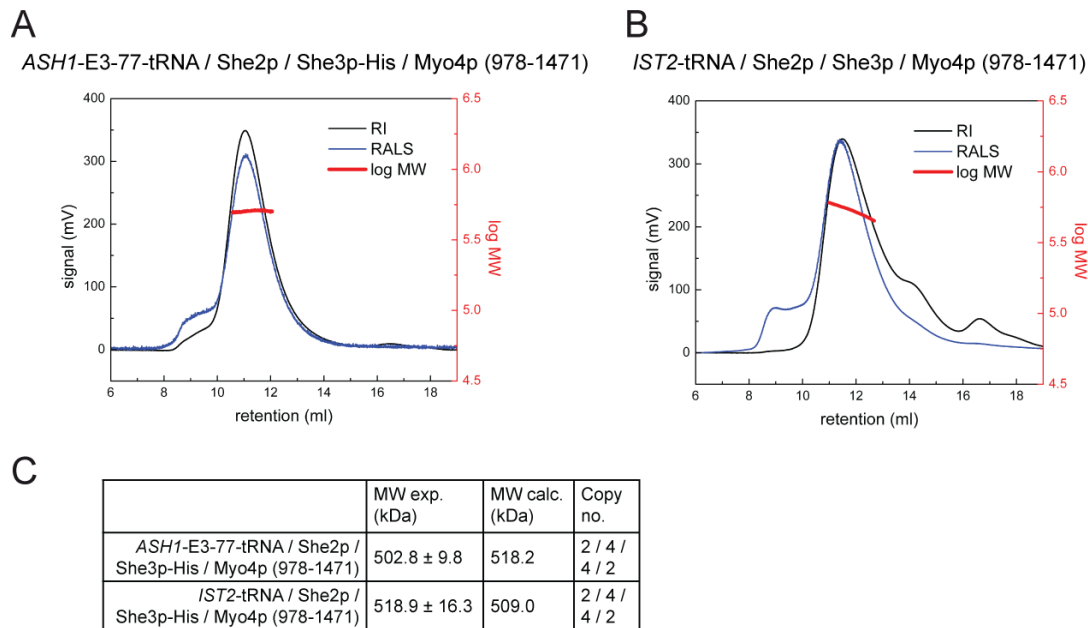 A
ASH1-E3-77-tRNA / She2p / She3p-His / Myo4p (978-1471)
400
300
200
100
0
signal (mV)
RI
RALS
log MW
6.5
6.0
5.5
5.0
4.5
log MW
6 8 10 12 14 16 18
retention (ml)
B
IST2-tRNA / She2p / She3p / Myo4p (978-1471)
400
300
200
100
0
signal (mV)
RI
RALS
log MW
6.5
6.0
5.5
5.0
4.5
log MW
6 8 10 12 14 16 18
retention (ml)
C
MW exp. MW calc. Copy
(kDa) (kDa) no.
ASH1-E3-77-tRNA / She2p / 2 / 4 /
She3p-His / Myo4p (978-1471) 502.8 ± 9.8 518.2 4 / 2
IST2-tRNA / She2p / 2 / 4 /
She3p-His / Myo4p (978-1471) 518.9 ± 16.3 509.0 4 / 2